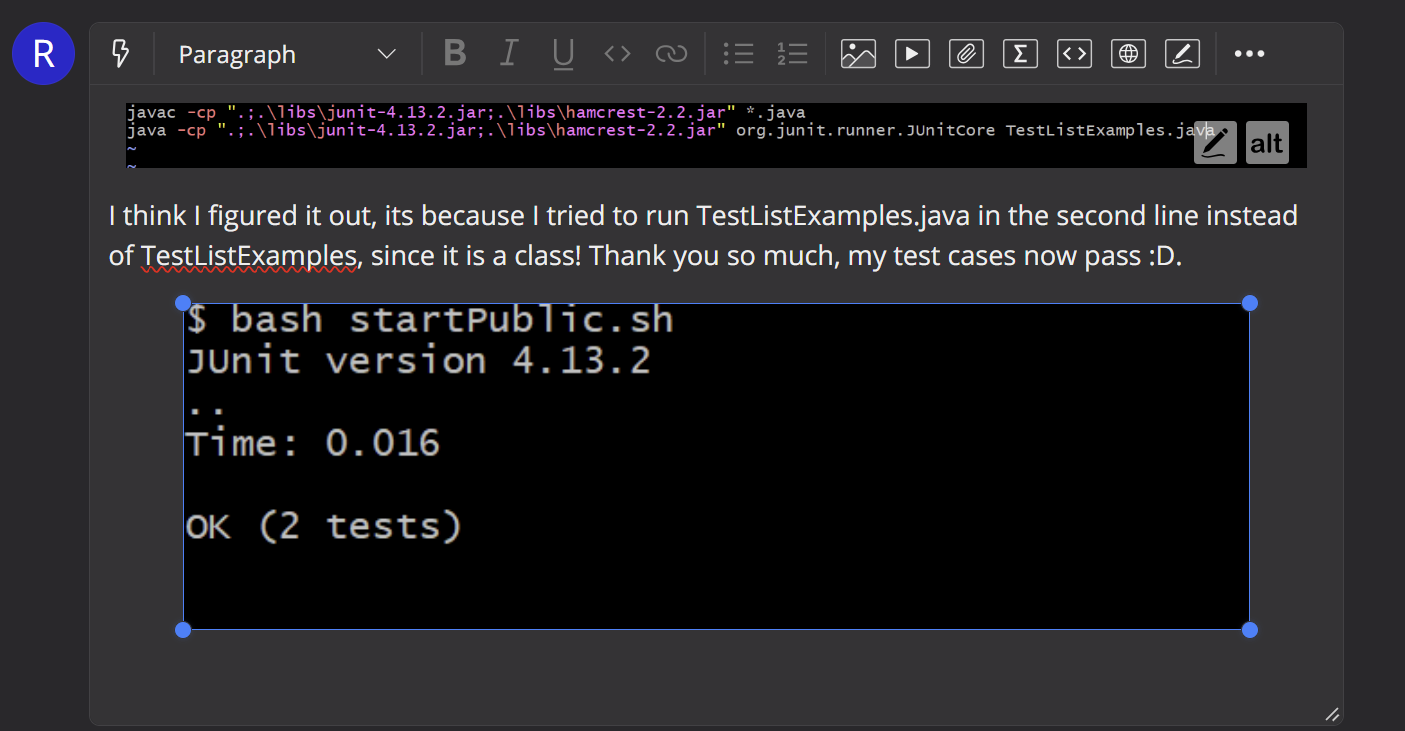 R
Paragraph
B I U
javac -cp ".;.\libs\junit-4.13.2.jar;.\libs\hamcrest-2.2.jar" *.java
java -cp ".;.\libs\junit-4.13.2.jar;.\libs\hamcrest-2.2.jar" org.junit.runner.JUnitCore TestListExamples.java
~
~
alt
I think I figured it out, its because I tried to run TestListExamples.java in the second line instead
of TestListExamples, since it is a class! Thank you so much, my test cases now pass :D.
$ bash startPublic.sh
JUnit version 4.13.2
..
Time: 0.016
OK (2 tests)